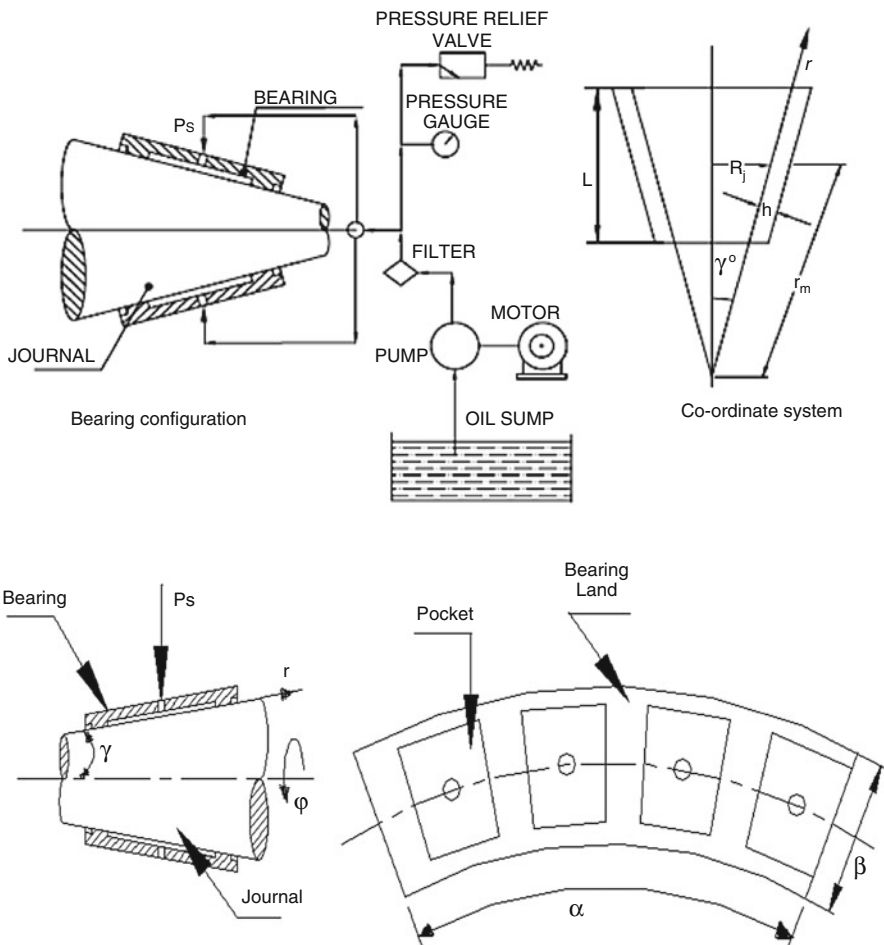 PRESSURE RELIEF
VALVE
BEARING
Ps
PRESSURE
GAUGE
FILTER
MOTOR
PUMP
JOURNAL
OIL SUMP
Bearing configuration
r
L
Rj
h
γo
rm
Co-ordinate system
Bearing
Ps
r
γ
φ
Journal
Bearing
Land
Pocket
β
α